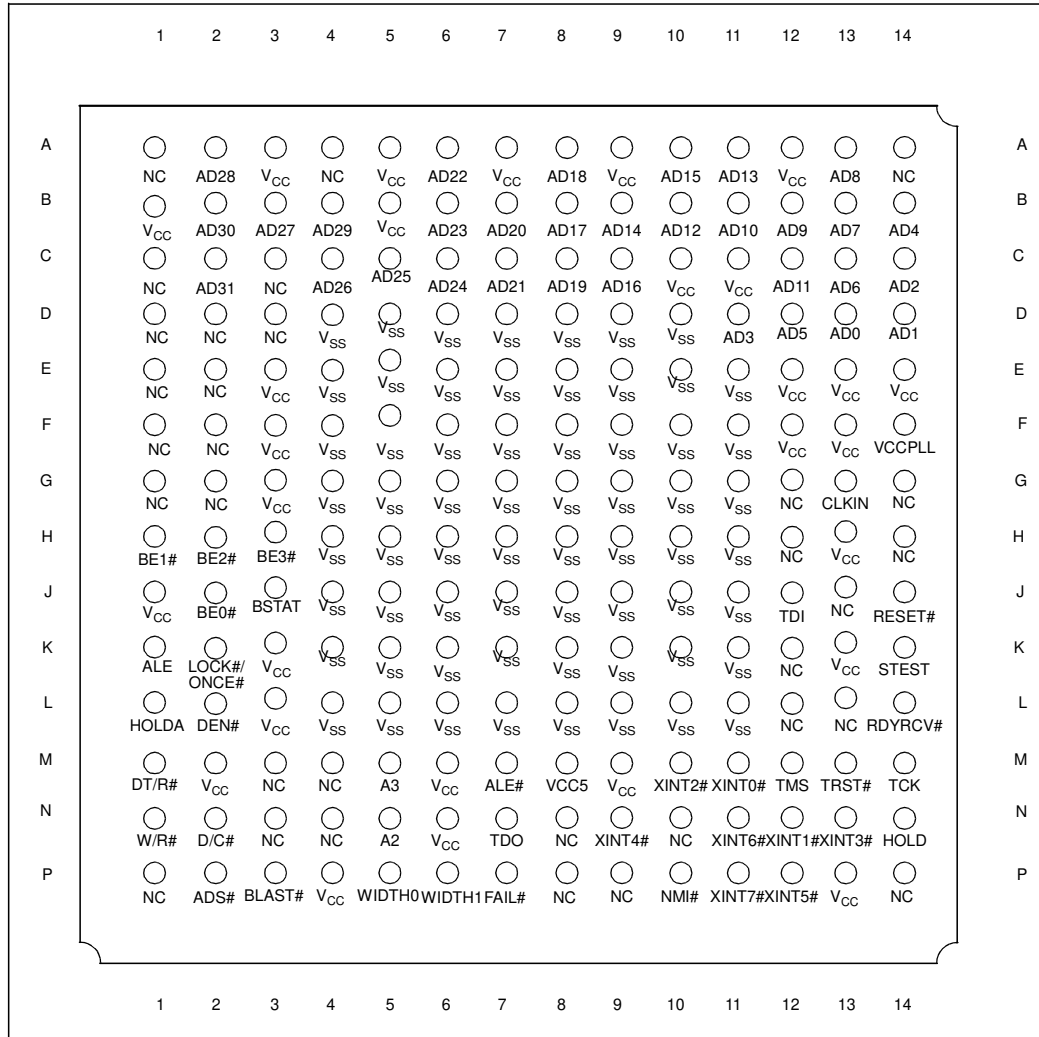 1 2 3 4 5 6 7 8 9 10 11 12 13 14
A A
NC AD28 VCC NC VCC AD22 VCC AD18 VCC AD15 AD13 VCC AD8 NC
B B
VCC AD30 AD27 AD29 VCC AD23 AD20 AD17 AD14 AD12 AD10 AD9 AD7 AD4
C C
NC AD31 NC AD26 AD25 AD24 AD21 AD19 AD16 VCC VCC AD11 AD6 AD2
D D
NC NC NC VSS VSS VSS VSS VSS VSS VSS AD3 AD5 AD0 AD1
E E
NC NC VCC VSS VSS VSS VSS VSS VSS VSS VSS VCC VCC VCC
F F
NC NC VCC VSS VSS VSS VSS VSS VSS VSS VSS VCC VCC VCCPLL
G G
NC NC VCC VSS VSS VSS VSS VSS VSS VSS VSS NC CLKIN NC
H H
BE1# BE2# BE3# VSS VSS VSS VSS VSS VSS VSS VSS NC VCC NC
J J
VCC BE0# BSTAT VSS VSS VSS VSS VSS VSS VSS VSS TDI NC RESET#
K K
ALE LOCK#/ VCC VSS VSS VSS VSS VSS VSS VSS VSS NC VCC STEST
ONCE#
L L
HOLDA DEN# VCC VSS VSS VSS VSS VSS VSS VSS VSS NC NC RDYRCV#
M M
DT/R# VCC NC NC A3 VCC ALE# VCC5 VCC XINT2# XINT0# TMS TRST# TCK
N N
W/R# D/C# NC NC A2 VCC TDO NC XINT4# NC XINT6# XINT1# XINT3# HOLD
P P
NC ADS# BLAST# VCC WIDTH0 WIDTH1 FAIL# NC NC NMI# XINT7# XINT5# VCC NC
1 2 3 4 5 6 7 8 9 10 11 12 13 14